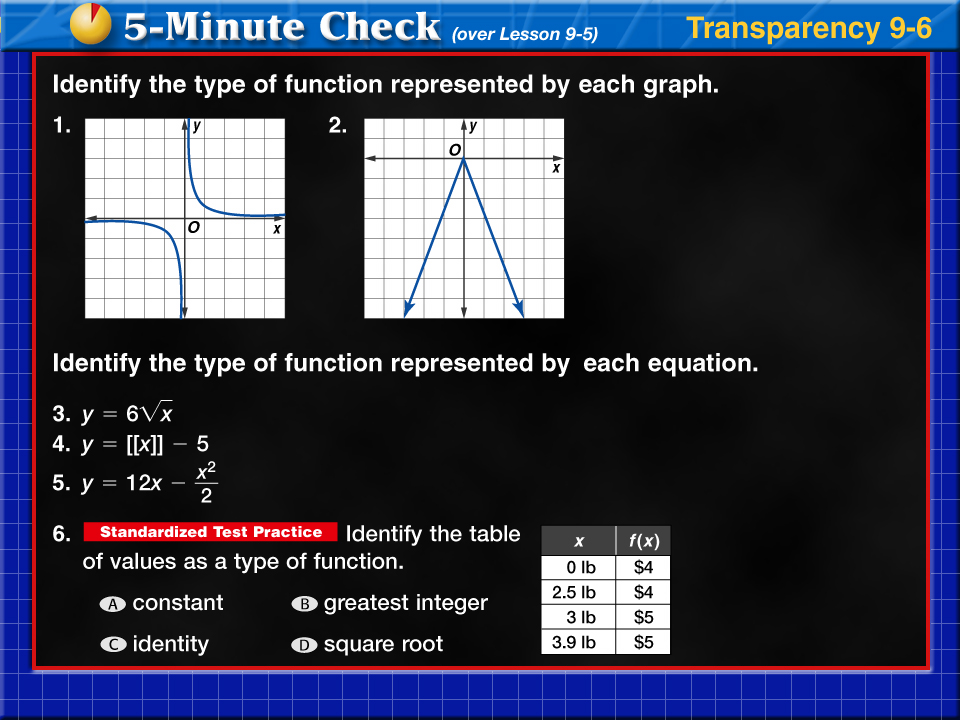 5-Minute Check (over Lesson 9-5) Transparency 9-6
Identify the type of function represented by each graph.
1. y O x
2. y O x
Identify the type of function represented by each equation.
3. y = 6√x
4. y = [[x]] − 5
5. y = 12x − x²/2
6. Standardized Test Practice Identify the table
of values as a type of function.
A constant B greatest integer
C identity D square root
x f(x)
0 lb $4
2.5 lb $4
3 lb $5
3.9 lb $5